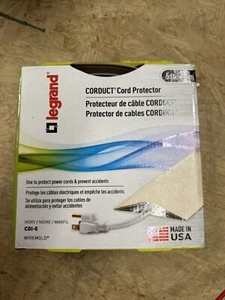 legrand
CORDUCT® Cord Protector
Protecteur de câble CORDUCT
Protector de cables CORDUCT
Use to protect power cords & prevent accidents
Protège les câbles électriques et empêche les accidents
Se utiliza para proteger los cables de
alimentación y evitar accidentes
IVORY / IVOIRE / MARFIL
CDI-5
WIREMOLD®
MADE IN
USA